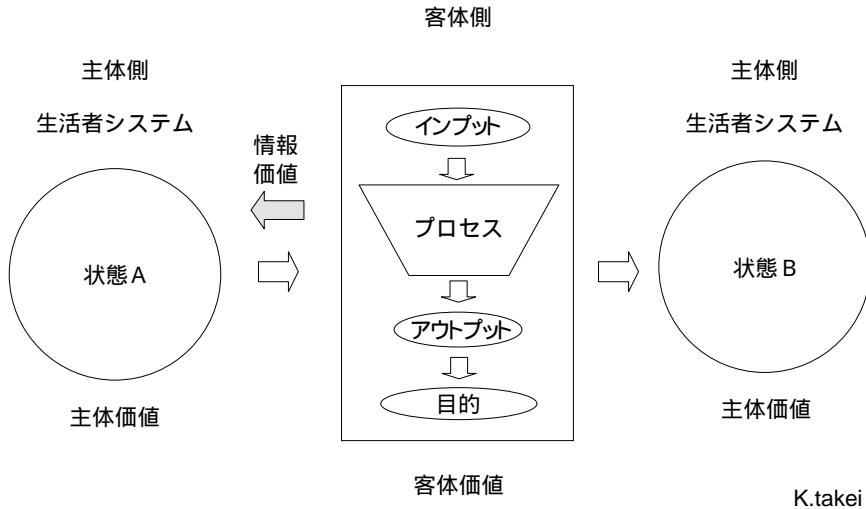 客体側
主体側
主体側
生活者システム
生活者システム
情報
価値
インプット
プロセス
状態A
状態B
アウトプット
目的
主体価値
主体価値
客体価値
K.takei